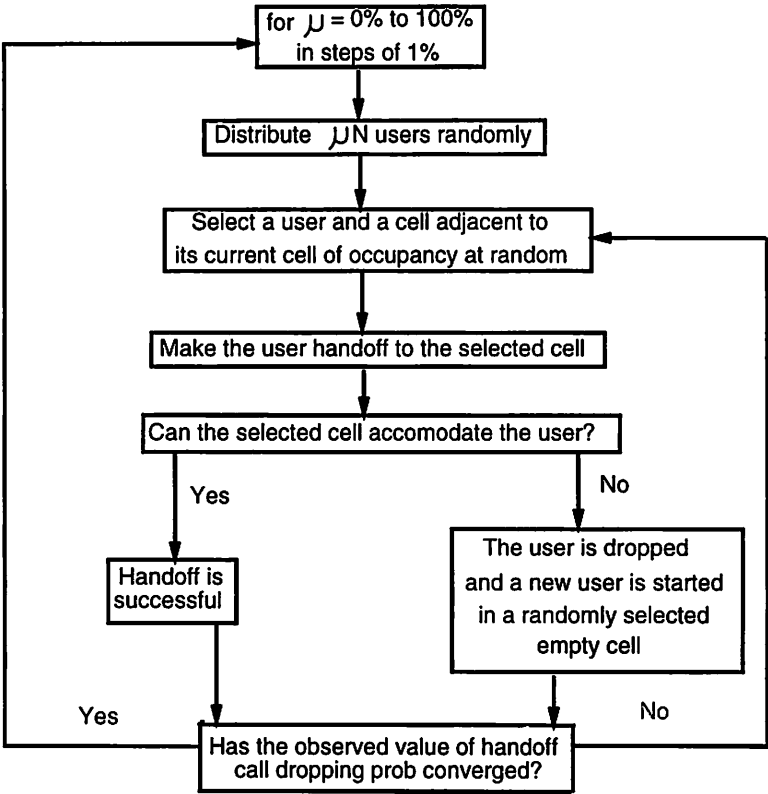 for μ = 0% to 100%
in steps of 1%
Distribute μN users randomly
Select a user and a cell adjacent to
its current cell of occupancy at random
Make the user handoff to the selected cell
Can the selected cell accomodate the user?
Yes
No
Handoff is
successful
The user is dropped
and a new user is started
in a randomly selected
empty cell
Yes
No
Has the observed value of handoff
call dropping prob converged?